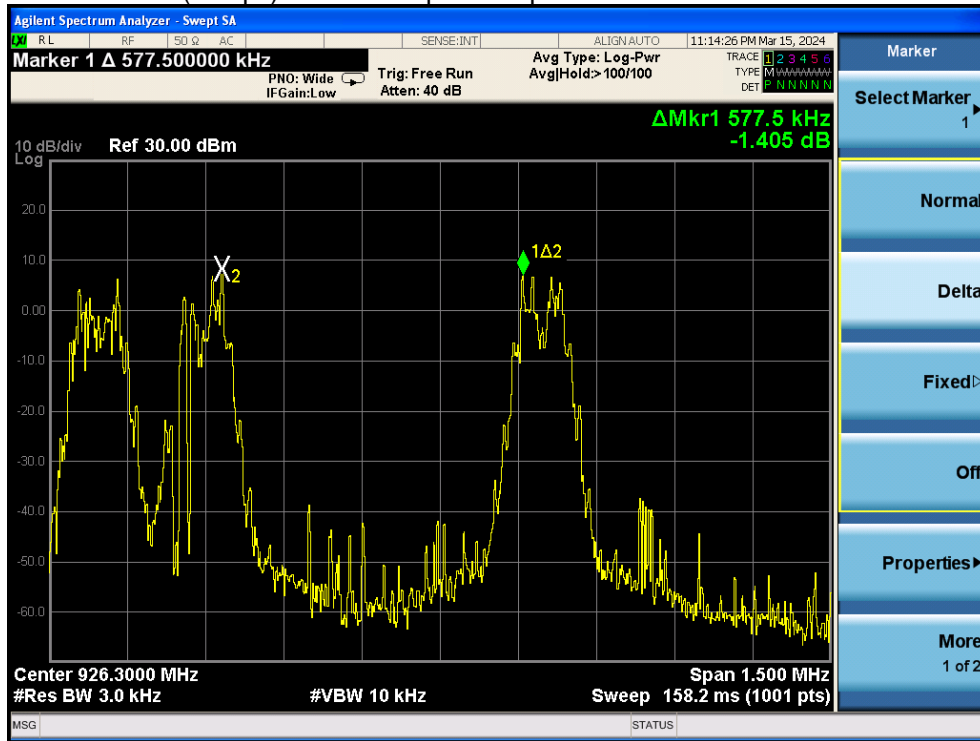 Agilent Spectrum Analyzer - Swept SA
LXI RL RF 50 Ω AC SENSE:INT ALIGN AUTO 11:14:26 PM Mar 15, 2024
Marker 1 Δ 577.500000 kHz
PNO: Wide
IFGain:Low
Trig: Free Run
Atten: 40 dB
Avg Type: Log-Pwr
Avg|Hold:>100/100
TRACE 1 2 3 4 5 6
TYPE M
DET P N N N N N
ΔMkr1 577.5 kHz
-1.405 dB
10 dB/div Ref 30.00 dBm
Log
20.0
10.0
0.00
-10.0
-20.0
-30.0
-40.0
-50.0
-60.0
X2
1Δ2
Center 926.3000 MHz Span 1.500 MHz
#Res BW 3.0 kHz #VBW 10 kHz Sweep 158.2 ms (1001 pts)
MSG STATUS
Marker
Select Marker
1
Normal
Delta
Fixed
Off
Properties
More
1 of 2